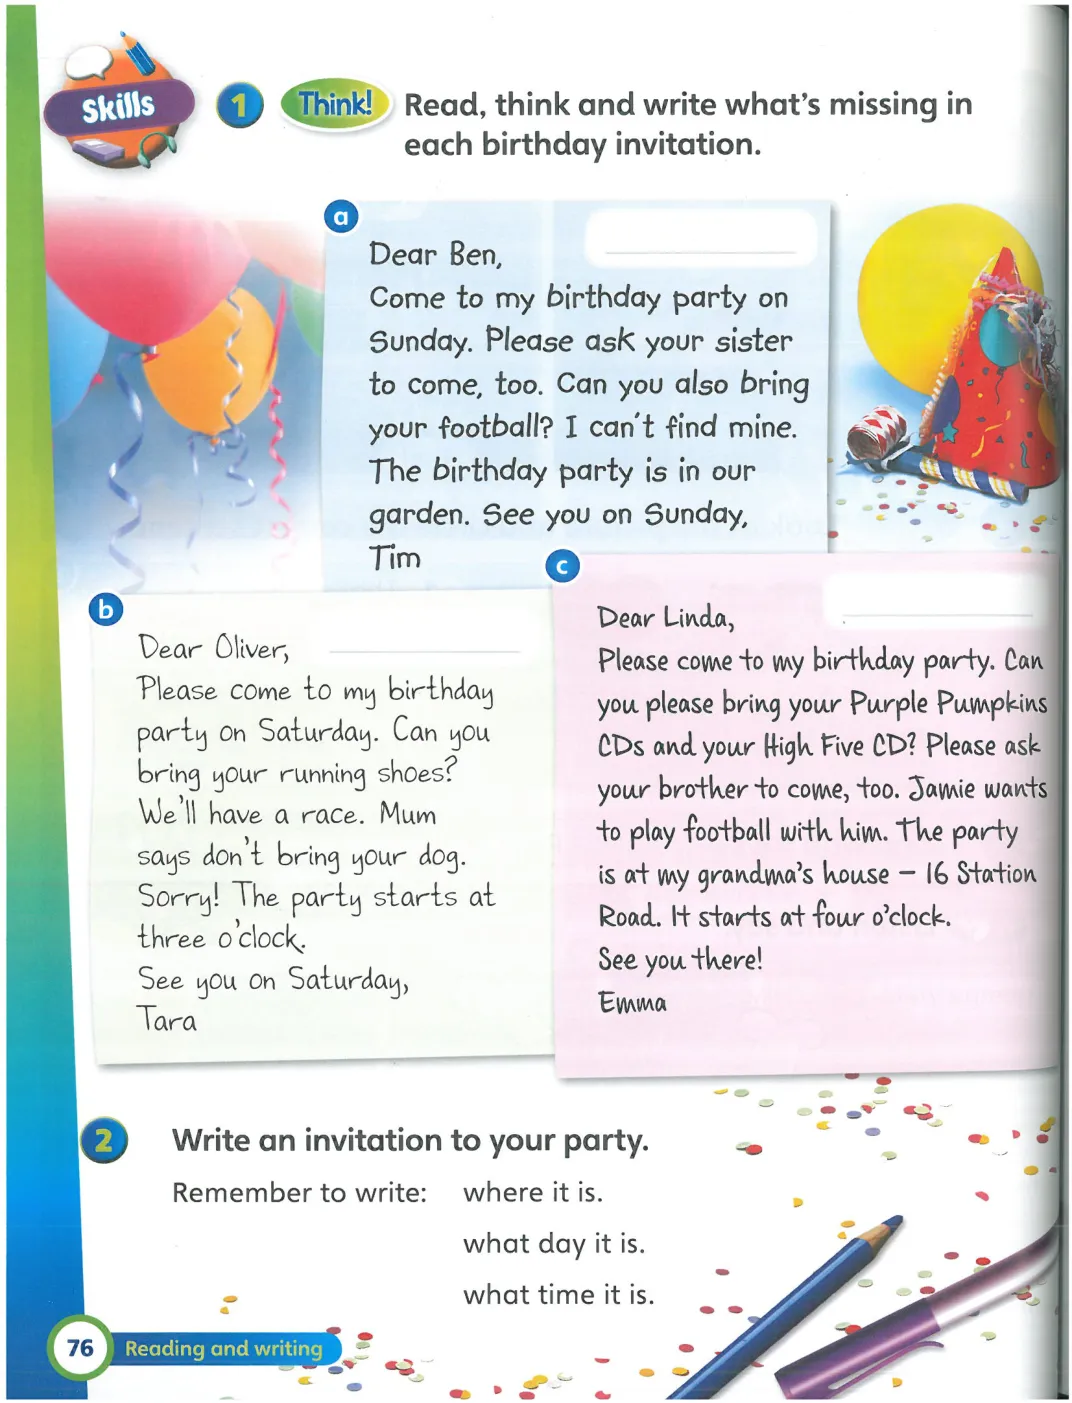 Skills
1 Think! Read, think and write what's missing in
each birthday invitation.
a
Dear Ben,
Come to my birthday party on
Sunday. Please ask your sister
to come, too. Can you also bring
your football? I can't find mine.
The birthday party is in our
garden. See you on Sunday,
Tim
b
Dear Oliver,
Please come to my birthday
party on Saturday. Can you
bring your running shoes?
We'll have a race. Mum
says don't bring your dog.
Sorry! The party starts at
three o'clock.
See you on Saturday,
Tara
c
Dear Linda,
Please come to my birthday party. Can
you please bring your Purple Pumpkins
CDs and your High Five CD? Please ask
your brother to come, too. Jamie wants
to play football with him. The party
is at my grandma's house – 16 Station
Road. It starts at four o'clock.
See you there!
Emma
2 Write an invitation to your party.
Remember to write: where it is.
what day it is.
what time it is.
76 Reading and writing